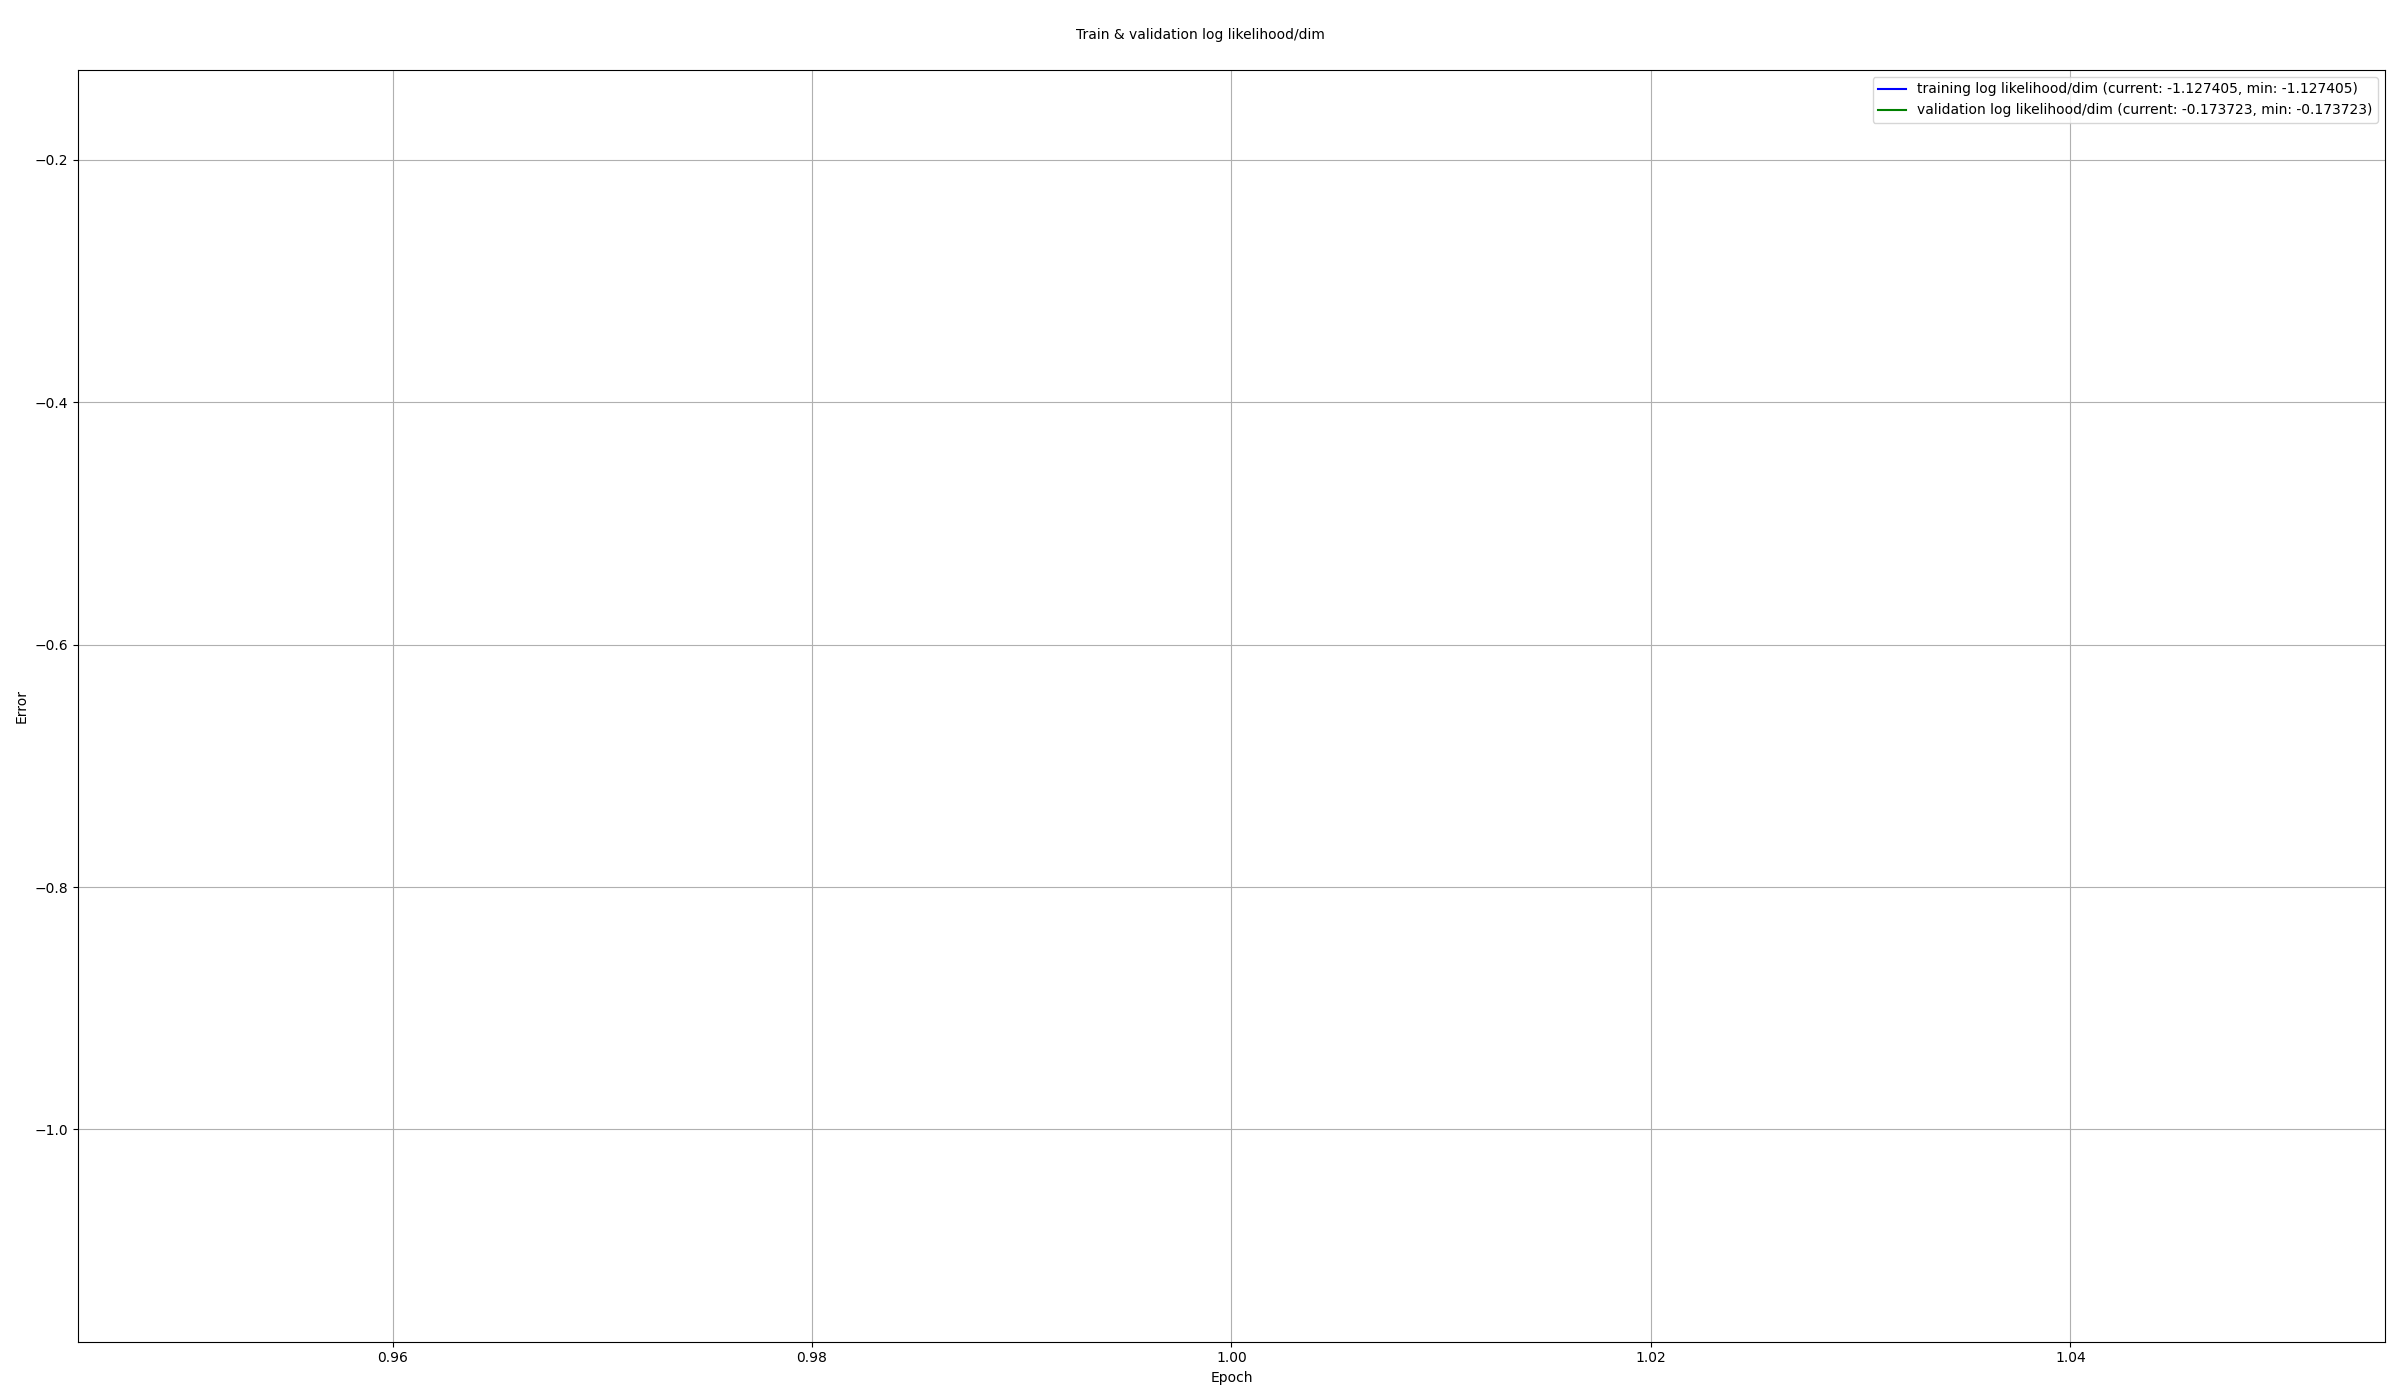 Train & validation log likelihood/dim
training log likelihood/dim (current: -1.127405, min: -1.127405)
validation log likelihood/dim (current: -0.173723, min: -0.173723)
−0.2
−0.4
−0.6
−0.8
−1.0
Error
0.96
0.98
1.00
1.02
1.04
Epoch